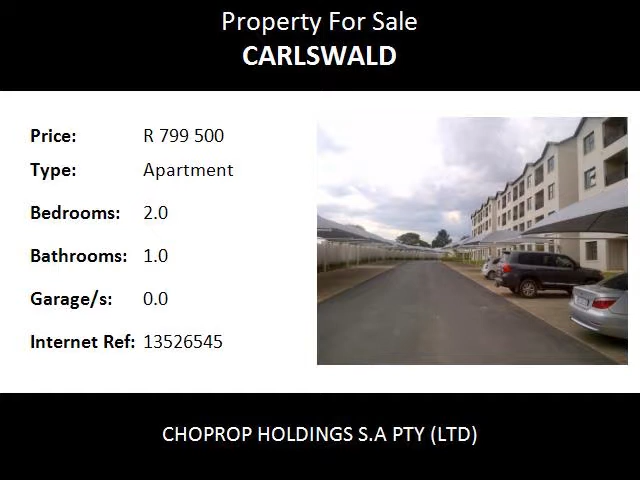 Property For Sale
CARLSWALD
Price: R 799 500
Type: Apartment
Bedrooms: 2.0
Bathrooms: 1.0
Garage/s: 0.0
Internet Ref: 13526545
CHOPROP HOLDINGS S.A PTY (LTD)